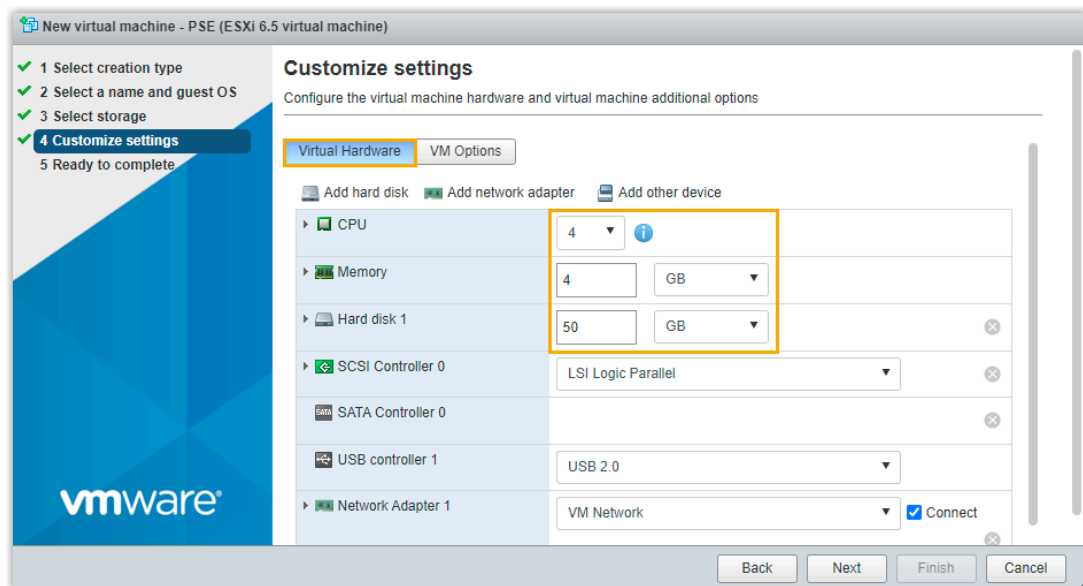 New virtual machine - PSE (ESXi 6.5 virtual machine)
1 Select creation type
2 Select a name and guest OS
3 Select storage
4 Customize settings
5 Ready to complete
vmware®
Customize settings
Configure the virtual machine hardware and virtual machine additional options
Virtual Hardware VM Options
Add hard disk Add network adapter Add other device
CPU 4
Memory 4 GB
Hard disk 1 50 GB
SCSI Controller 0 LSI Logic Parallel
SATA SATA Controller 0
USB controller 1 USB 2.0
Network Adapter 1 VM Network Connect
Back Next Finish Cancel